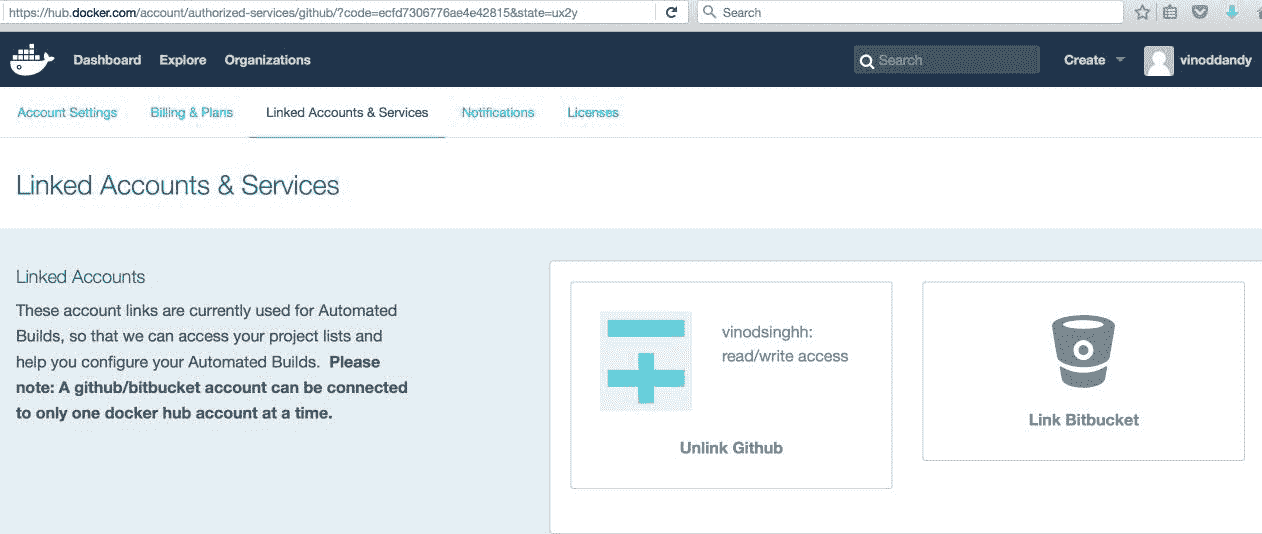 https://hub.docker.com/account/authorized-services/github/?code=ecfd7306776ae4e42815&state=ux2y
Search
Dashboard Explore Organizations Search Create vinoddandy
Account Settings Billing & Plans Linked Accounts & Services Notifications Licenses
Linked Accounts & Services
Linked Accounts
These account links are currently used for Automated
Builds, so that we can access your project lists and
help you configure your Automated Builds. Please
note: A github/bitbucket account can be connected
to only one docker hub account at a time.
vinodsinghh:
read/write access
Unlink Github
Link Bitbucket